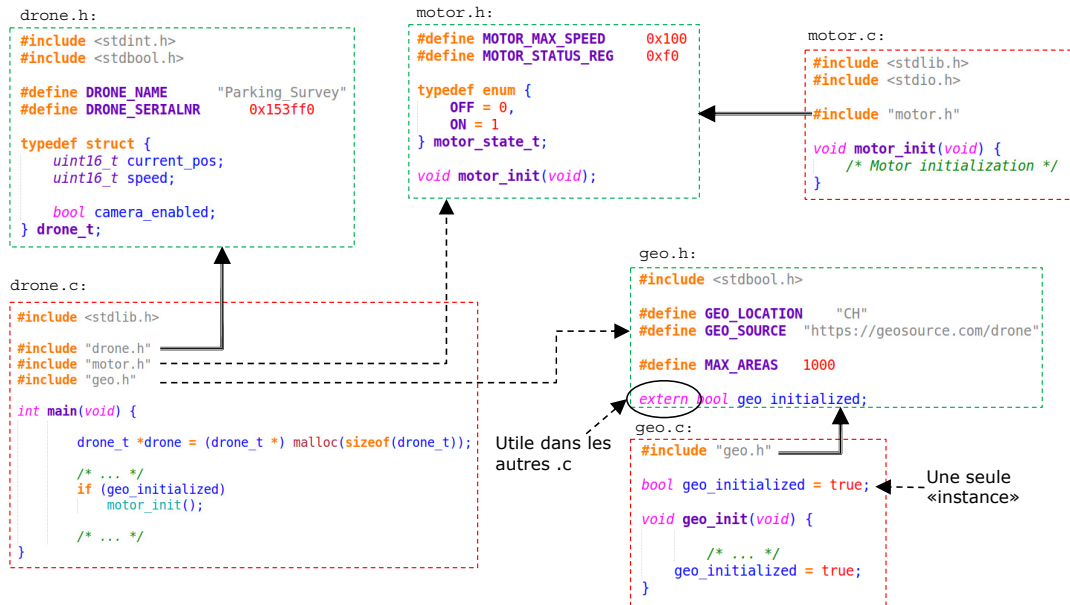 drone.h:
#include <stdint.h>
#include <stdbool.h>
#define DRONE_NAME "Parking_Survey"
#define DRONE_SERIALNR 0x153ff0
typedef struct {
uint16_t current_pos;
uint16_t speed;
bool camera_enabled;
} drone_t;
motor.h:
#define MOTOR_MAX_SPEED 0x100
#define MOTOR_STATUS_REG 0xf0
typedef enum {
OFF = 0,
ON = 1
} motor_state_t;
void motor_init(void);
motor.c:
#include <stdlib.h>
#include <stdio.h>
#include "motor.h"
void motor_init(void) {
/* Motor initialization */
}
drone.c:
#include <stdlib.h>
#include "drone.h"
#include "motor.h"
#include "geo.h"
int main(void) {
drone_t *drone = (drone_t *) malloc(sizeof(drone_t));
/* ... */
if (geo_initialized)
motor_init();
/* ... */
}
geo.h:
#include <stdbool.h>
#define GEO_LOCATION "CH"
#define GEO_SOURCE "https://geosource.com/drone"
#define MAX_AREAS 1000
extern bool geo_initialized;
Utile dans les
autres .c
geo.c:
#include "geo.h"
bool geo_initialized = true;
void geo_init(void) {
/* ... */
geo_initialized = true;
}
Une seule
«instance»